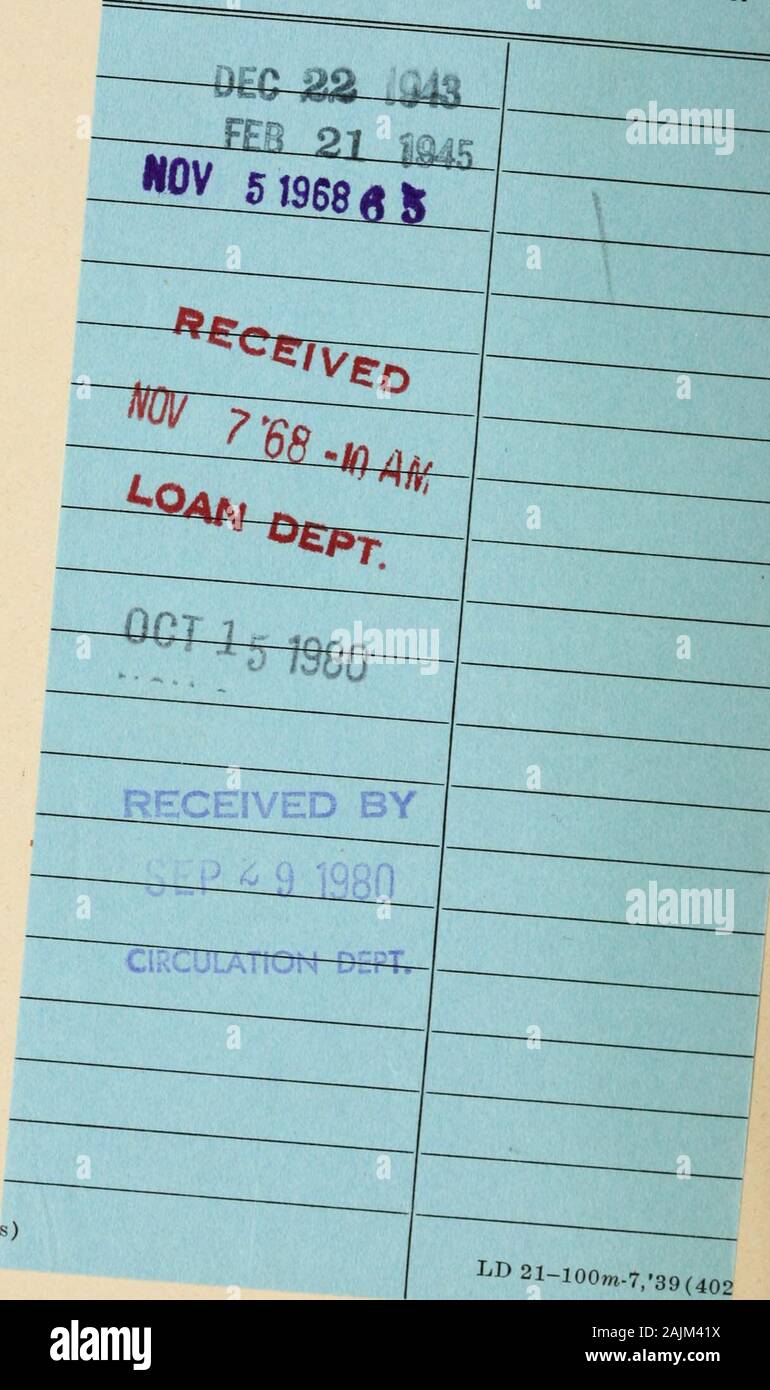 DEC 22 1943
FEB 21 1945
NOV 5 1968 6 5
RECEIVED
NOV 7 '68 -10 AM
LOAN DEPT.
OCT 15 1980
RECEIVED BY
SEP 29 1980
CIRCULATION DEPT.
s)
LD 21-100m-7,'39(402
alamy
alamy
alamy
a
alamy
Image ID: 2AJM41X
www.alamy.com